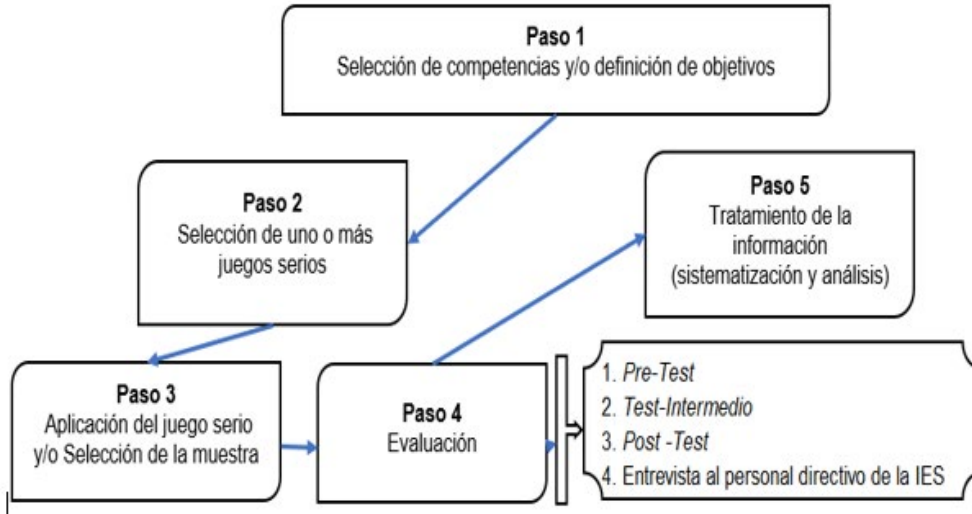 Paso 1
Selección de competencias y/o definición de objetivos
Paso 2
Selección de uno o más
juegos serios
Paso 5
Tratamiento de la
información
(sistematización y análisis)
Paso 3
Aplicación del juego serio
y/o Selección de la muestra
Paso 4
Evaluación
1. Pre-Test
2. Test-Intermedio
3. Post -Test
4. Entrevista al personal directivo de la IES